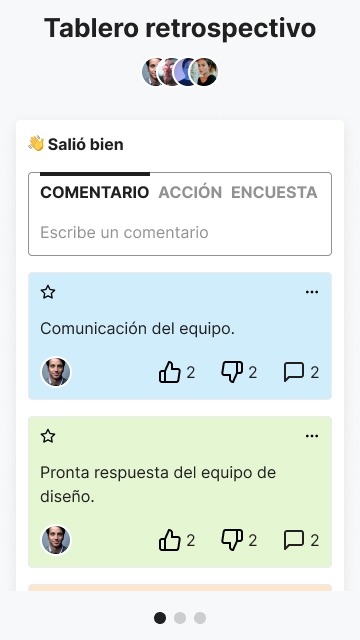 Tablero retrospectivo
👋 Salió bien
COMENTARIO ACCIÓN ENCUESTA
Escribe un comentario
Comunicación del equipo.
2 2 2
Pronta respuesta del equipo de
diseño.
2 2 2